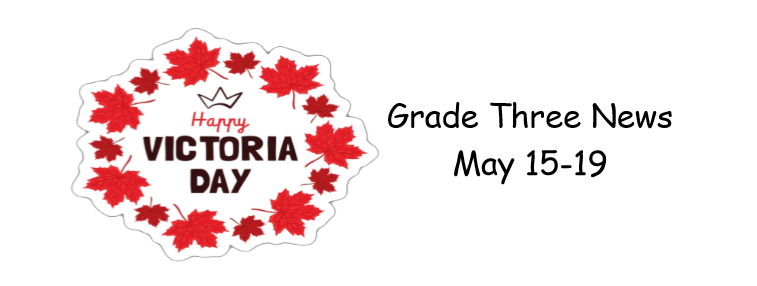 Happy
VICTORIA
DAY
Grade Three News
May 15-19